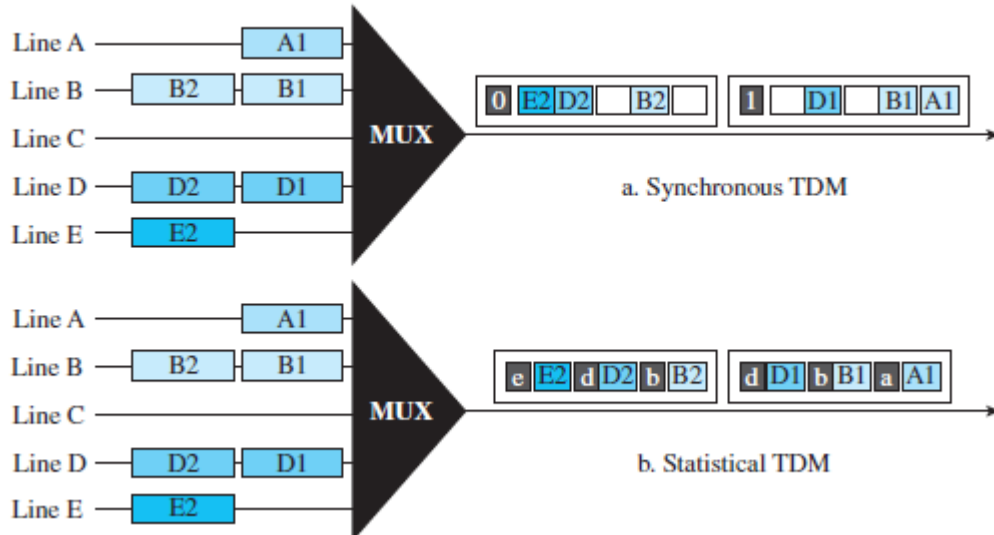 Line A A1
Line B B2 B1
Line C
Line D D2 D1
Line E E2
MUX
0 E2 D2 B2 1 D1 B1 A1
a. Synchronous TDM
Line A A1
Line B B2 B1
Line C
Line D D2 D1
Line E E2
MUX
e E2 d D2 b B2 d D1 b B1 a A1
b. Statistical TDM